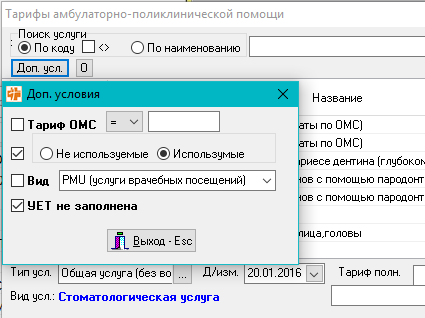 Тарифы амбулаторно-поликлинической помощи
Поиск услуги
По коду <> По наименованию
Доп. усл. 0
Название
Доп. условия
Тариф ОМС =
Не используемые Использумые
Вид PMU (услуги врачебных посещений)
УЕТ не заполнена
Выход - Esc
аты по ОМС)
аты по ОМС)
ариесе дентина (глубоком
нов с помощью пародонт
нов с помощью пародонт
лица,головы
Тип усл. Общая услуга (без во ... Д/изм. 20.01.2016 Тариф полн.
Вид усл.: Стоматологическая услуга